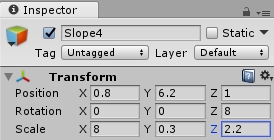 Inspector
Slope4 Static
Tag Untagged Layer Default
Transform
Position X 0.8 Y 6.2 Z 1
Rotation X 0 Y 0 Z 8
Scale X 8 Y 0.3 Z 2.2